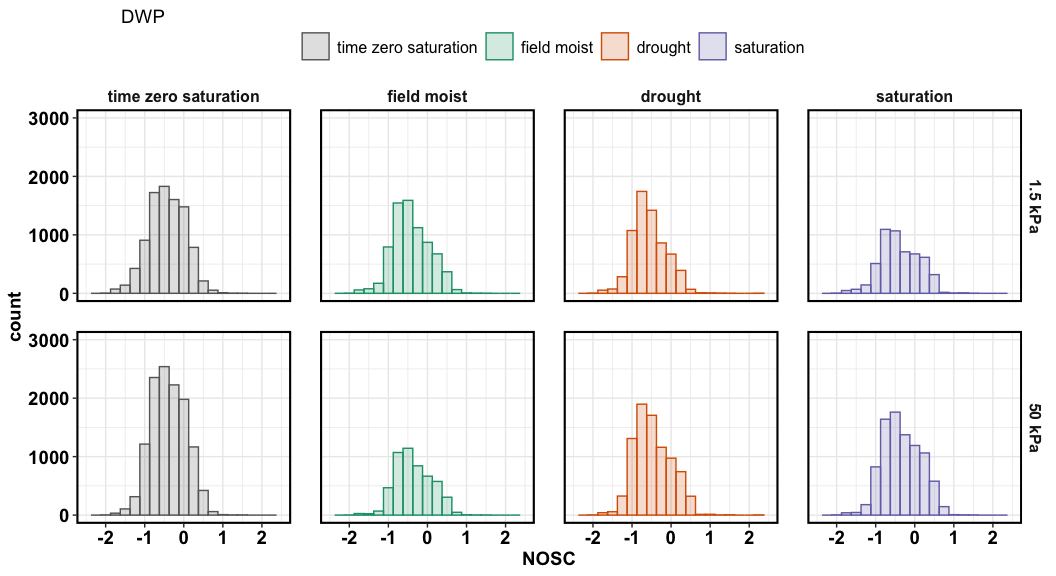 DWP
time zero saturation field moist drought saturation
time zero saturation field moist drought saturation
3000
2000
1000
0
1.5 kPa
count
3000
2000
1000
0
50 kPa
-2 -1 0 1 2 -2 -1 0 1 2 -2 -1 0 1 2 -2 -1 0 1 2
NOSC